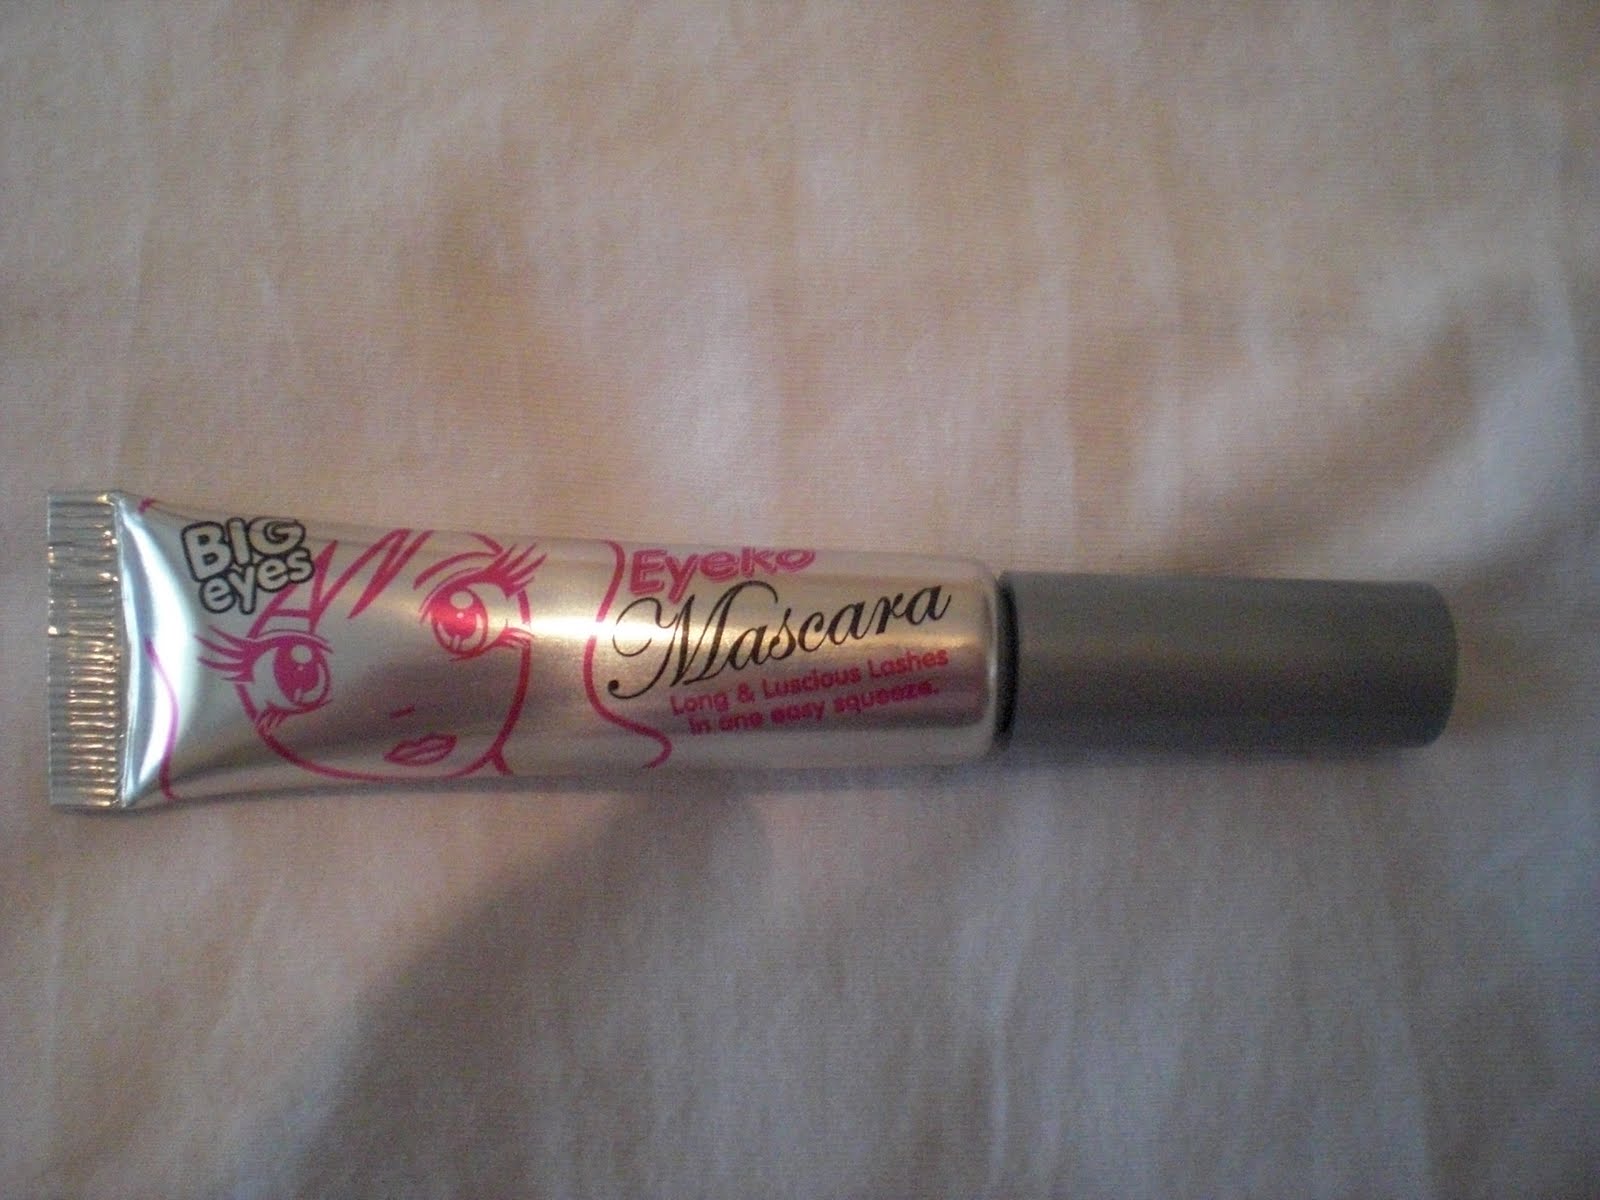 BIG
eyes
Eyeko
Mascara
Long & Luscious Lashes
in one easy squeeze.